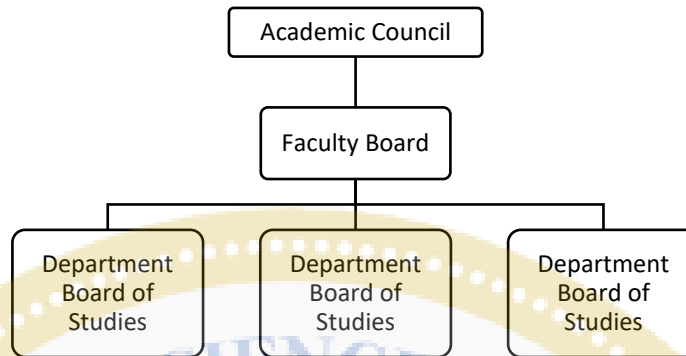 Academic Council
Faculty Board
Department
Board of
Studies
Department
Board of
Studies
Department
Board of
Studies